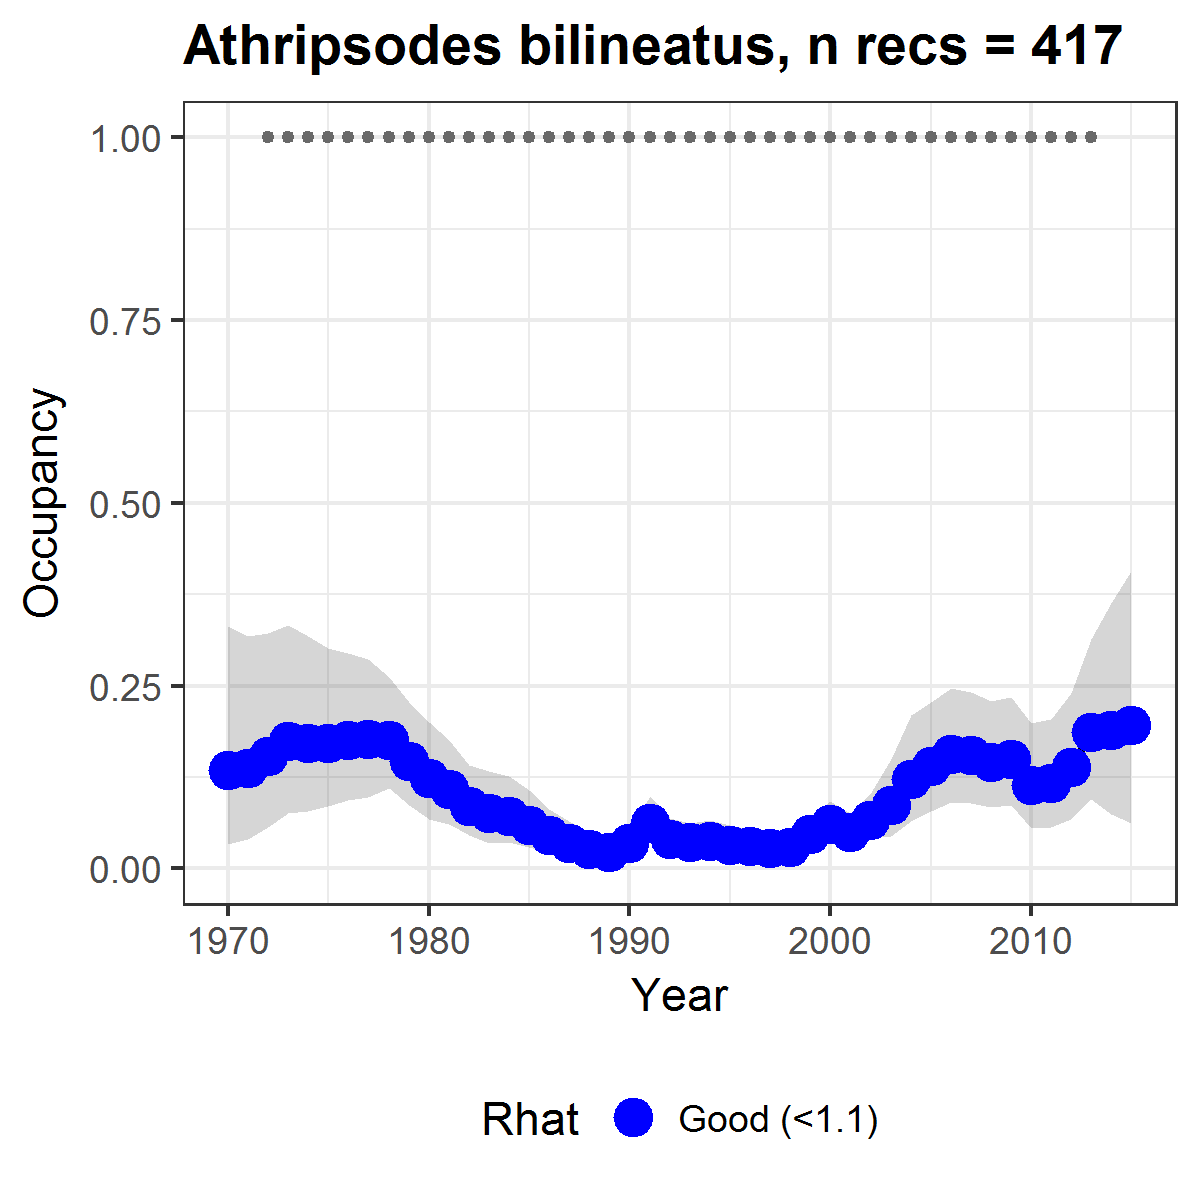 Athripsodes bilineatus, n recs = 417
1.00
0.75
0.50
0.25
0.00
Occupancy
1970 1980 1990 2000 2010
Year
Rhat Good (<1.1)